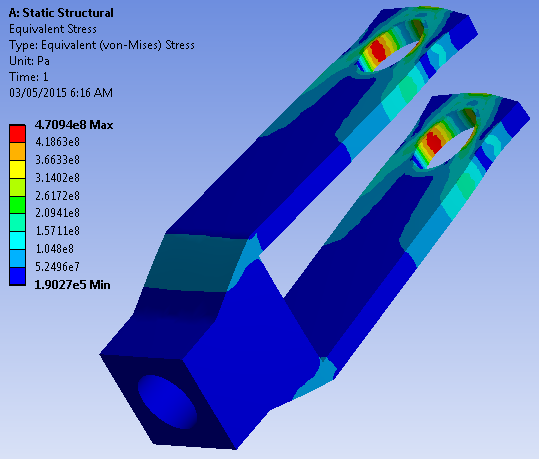 A: Static Structural
Equivalent Stress
Type: Equivalent (von-Mises) Stress
Unit: Pa
Time: 1
03/05/2015 6:16 AM
4.7094e8 Max
4.1863e8
3.6633e8
3.1402e8
2.6172e8
2.0941e8
1.5711e8
1.048e8
5.2496e7
1.9027e5 Min